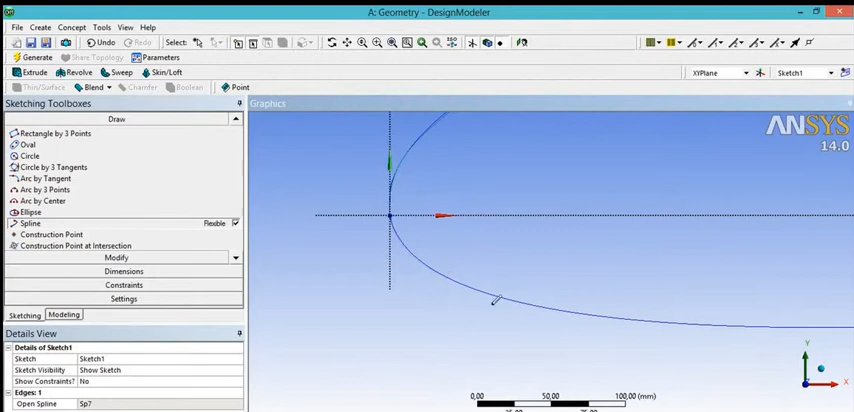 A: Geometry - DesignModeler
File Create Concept Tools View Help
Undo Redo Select:
Generate Share Topology Parameters
Extrude Revolve Sweep Skin/Loft
XYPlane Sketch1
Thin/Surface Blend Chamfer Boolean Point
Sketching Toolboxes
Graphics
Draw
Rectangle by 3 Points
Oval
Circle
Circle by 3 Tangents
Arc by Tangent
Arc by 3 Points
Arc by Center
Ellipse
Spline Flexible
Construction Point
Construction Point at Intersection
Modify
Dimensions
Constraints
Settings
Sketching Modeling
Details View
Details of Sketch1
Sketch Sketch1
Sketch Visibility Show Sketch
Show Constraints? No
Edges: 1
Open Spline Sp7
ANSYS
14.0
0,00 50,00 100,00 (mm)
25,00 75,00
Y
X